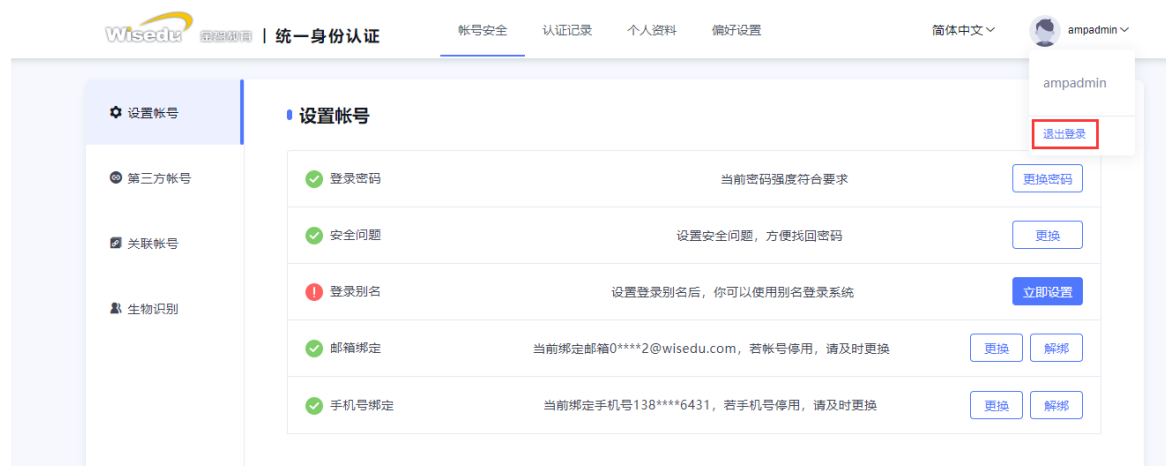 Wisedu 金智教育 | 统一身份认证
帐号安全 认证记录 个人资料 偏好设置
简体中文 ampadmin
ampadmin
退出登录
设置帐号
第三方帐号
关联帐号
生物识别
设置帐号
登录密码 当前密码强度符合要求 更换密码
安全问题 设置安全问题，方便找回密码 更换
登录别名 设置登录别名后，你可以使用别名登录系统 立即设置
邮箱绑定 当前绑定邮箱0****2@wisedu.com，若帐号停用，请及时更换 更换 解绑
手机号绑定 当前绑定手机号138****6431，若手机号停用，请及时更换 更换 解绑